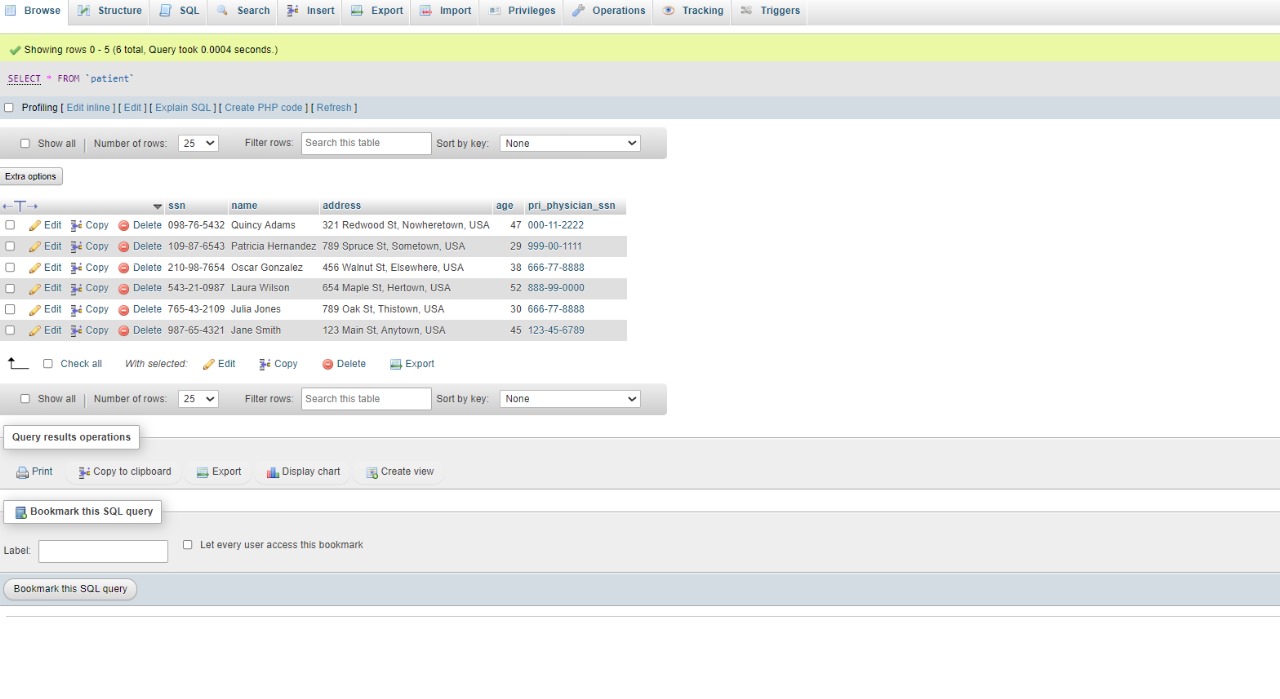 Browse Structure SQL Search Insert Export Import Privileges Operations Tracking Triggers
Showing rows 0 - 5 (6 total, Query took 0.0004 seconds.)
SELECT * FROM `patient`
Profiling [ Edit inline ] [ Edit ] [ Explain SQL ] [ Create PHP code ] [ Refresh ]
Show all | Number of rows: 25 Filter rows: Search this table Sort by key: None
Extra options
ssn name address age pri_physician_ssn
Edit Copy Delete 098-76-5432 Quincy Adams 321 Redwood St, Nowheretown, USA 47 000-11-2222
Edit Copy Delete 109-87-6543 Patricia Hernandez 789 Spruce St, Sometown, USA 29 999-00-1111
Edit Copy Delete 210-98-7654 Oscar Gonzalez 456 Walnut St, Elsewhere, USA 38 666-77-8888
Edit Copy Delete 543-21-0987 Laura Wilson 654 Maple St, Hertown, USA 52 888-99-0000
Edit Copy Delete 765-43-2109 Julia Jones 789 Oak St, Thistown, USA 30 666-77-8888
Edit Copy Delete 987-65-4321 Jane Smith 123 Main St, Anytown, USA 45 123-45-6789
Check all With selected: Edit Copy Delete Export
Show all | Number of rows: 25 Filter rows: Search this table Sort by key: None
Query results operations
Print Copy to clipboard Export Display chart Create view
Bookmark this SQL query
Label: Let every user access this bookmark
Bookmark this SQL query